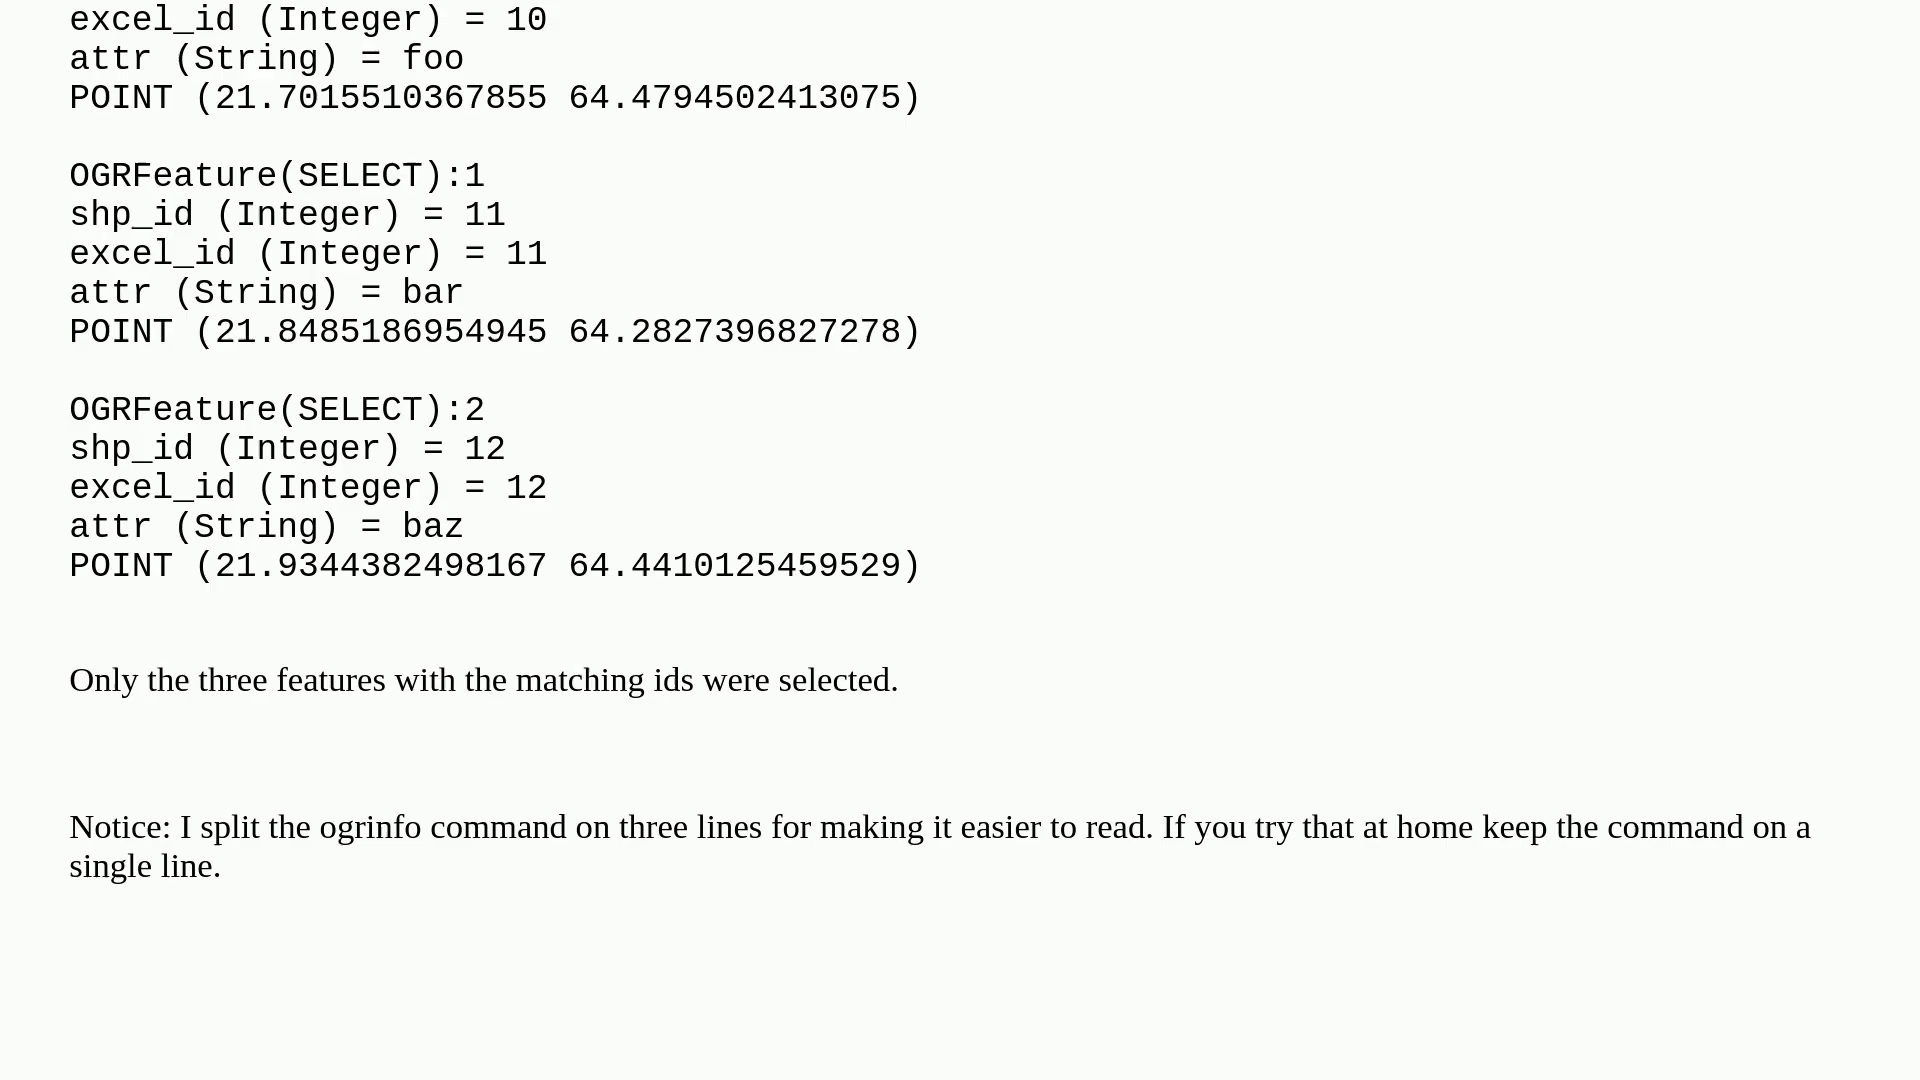 excel_id (Integer) = 10
attr (String) = foo
POINT (21.7015510367855 64.4794502413075)
OGRFeature(SELECT):1
shp_id (Integer) = 11
excel_id (Integer) = 11
attr (String) = bar
POINT (21.8485186954945 64.2827396827278)
OGRFeature(SELECT):2
shp_id (Integer) = 12
excel_id (Integer) = 12
attr (String) = baz
POINT (21.9344382498167 64.4410125459529)
Only the three features with the matching ids were selected.
Notice: I split the ogrinfo command on three lines for making it easier to read. If you try that at home keep the command on a
single line.